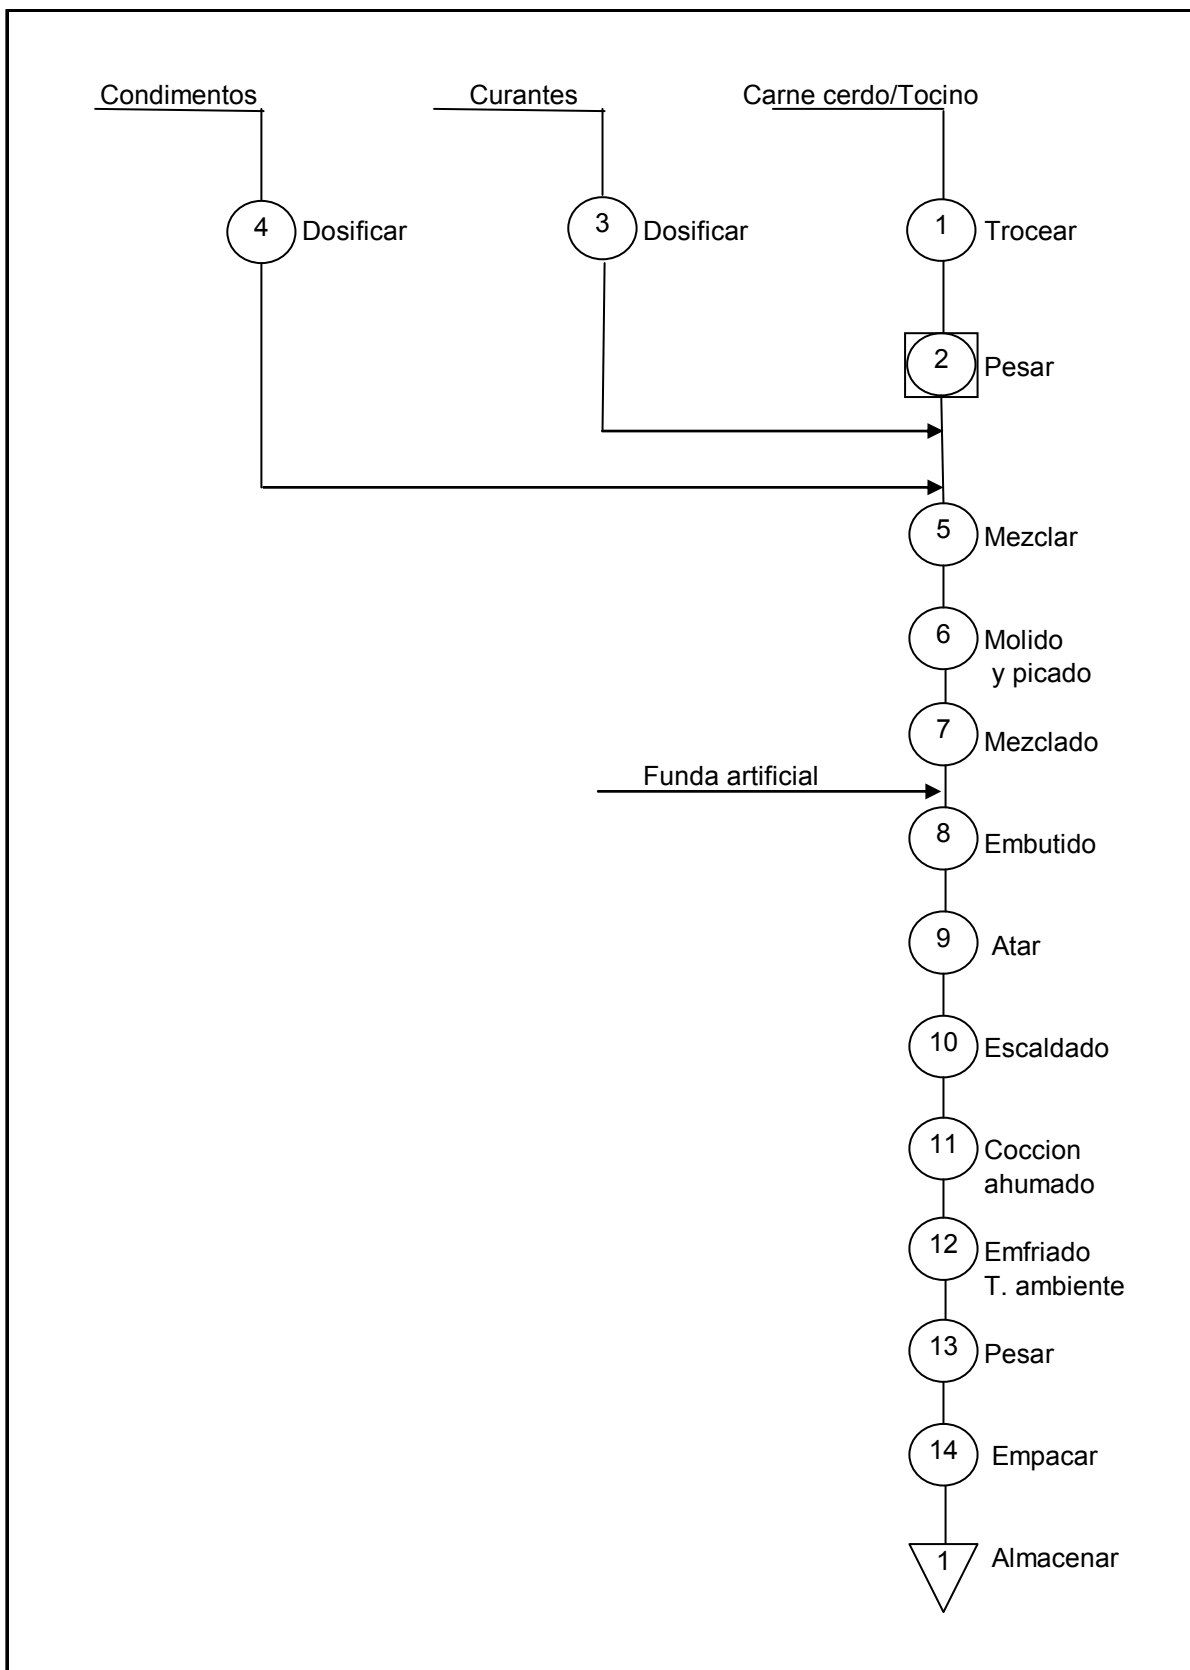 Condimentos
Curantes
Carne cerdo/Tocino
4 Dosificar
3 Dosificar
1 Trocear
2 Pesar
5 Mezclar
6 Molido
y picado
7 Mezclado
Funda artificial
8 Embutido
9 Atar
10 Escaldado
11 Coccion
ahumado
12 Emfriado
T. ambiente
13 Pesar
14 Empacar
1 Almacenar